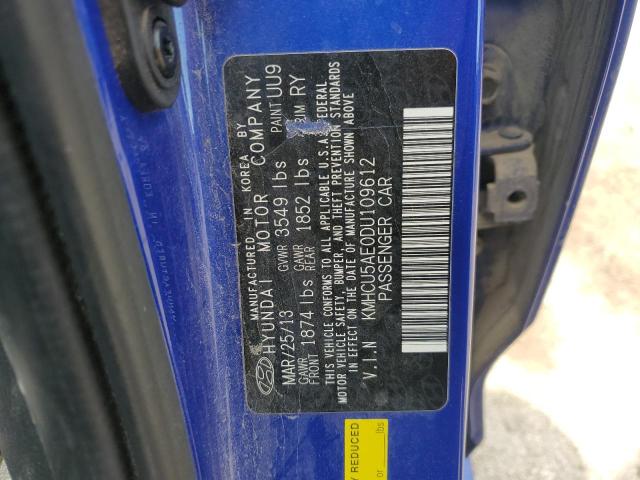 MANUFACTURED IN KOREA BY
HYUNDAI MOTOR COMPANY
MAR/25/13 GVWR 3549 lbs PAINT UU9
GAWR FRONT 1874 lbs GAWR REAR 1852 lbs RIM RY
THIS VEHICLE CONFORMS TO ALL APPLICABLE U.S.A. FEDERAL
MOTOR VEHICLE SAFETY, BUMPER, AND THEFT PREVENTION STANDARDS
IN EFFECT ON THE DATE OF MANUFACTURE SHOWN ABOVE
V.I.N KMHCU5AE0DU109612
PASSENGER CAR
Y REDUCED
or lbs